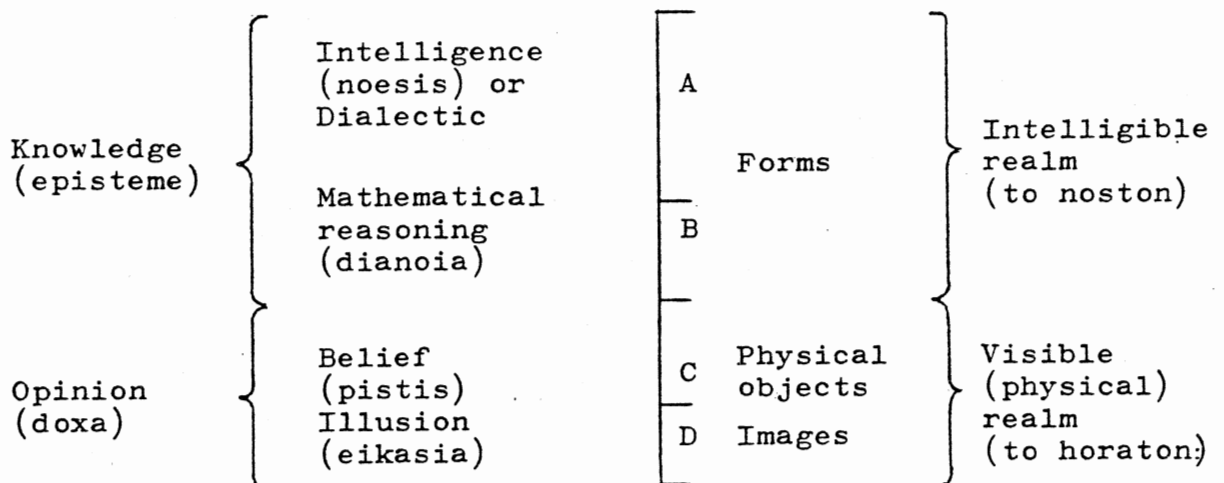 Knowledge
(episteme)
Intelligence
(noesis) or
Dialectic
Mathematical
reasoning
(dianoia)
A
B
Forms
Intelligible
realm
(to noston)
Opinion
(doxa)
Belief
(pistis)
Illusion
(eikasia)
C
D
Physical
objects
Images
Visible
(physical)
realm
(to horaton)